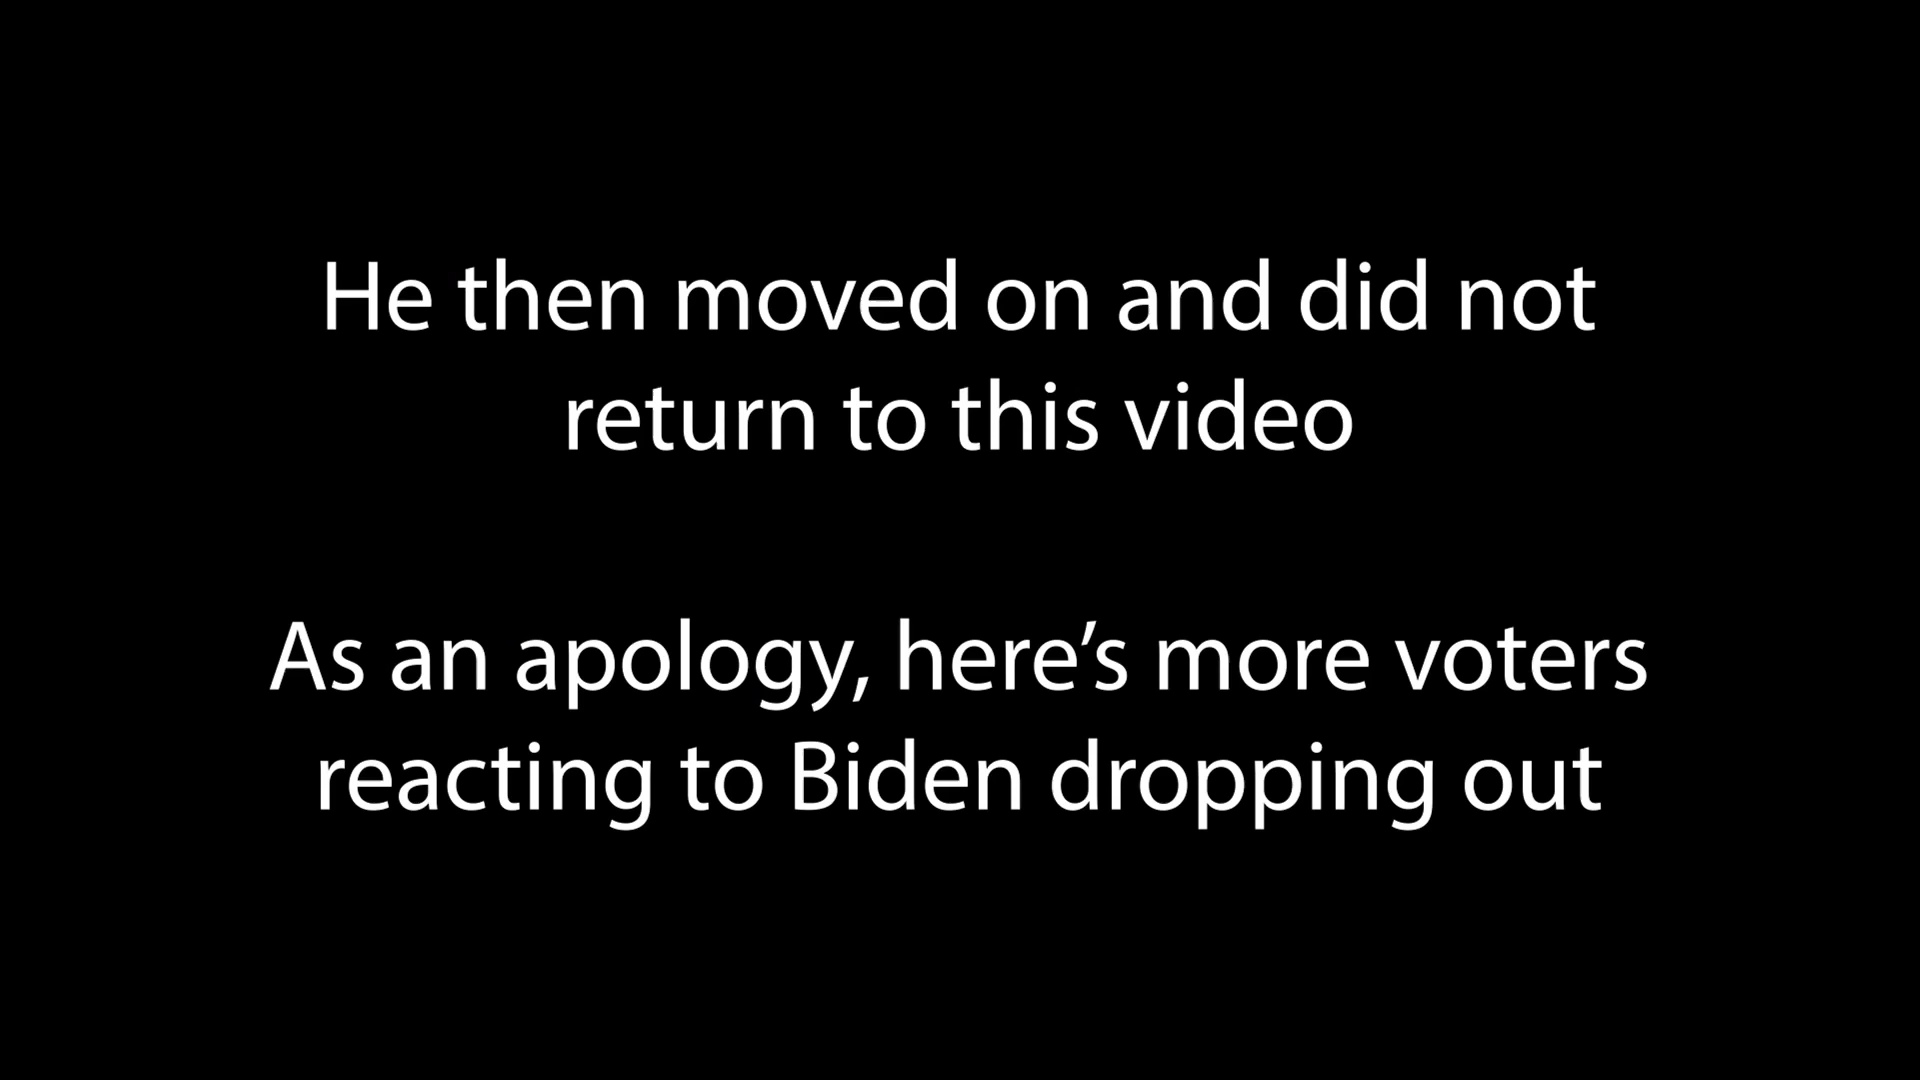 He then moved on and did not
return to this video
As an apology, here’s more voters
reacting to Biden dropping out